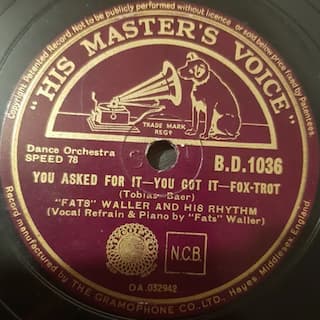 Copyright. Patented Record. Not to be publicly performed without licence. or sold below price fixed by Patentees.
"HIS MASTER'S VOICE"
TRADE MARK
REGD
Dance Orchestra
SPEED 78
B.D.1036
YOU ASKED FOR IT—YOU GOT IT—FOX-TROT
(Tobias—Baer)
"FATS" WALLER AND HIS RHYTHM
(Vocal Refrain & Piano by "Fats" Waller)
N.C.B.
OA.032942
Record manufactured by THE GRAMOPHONE CO., LTD., Hayes, Middlesex, England